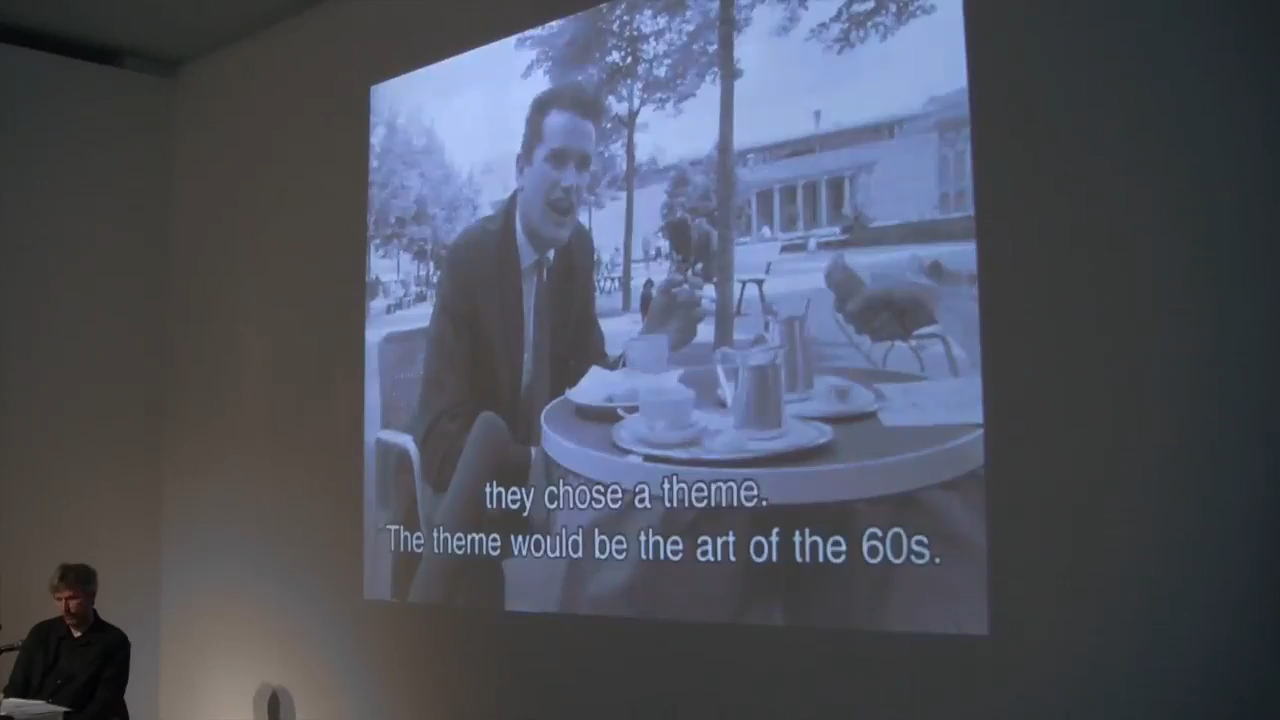 they chose a theme.
The theme would be the art of the 60s.